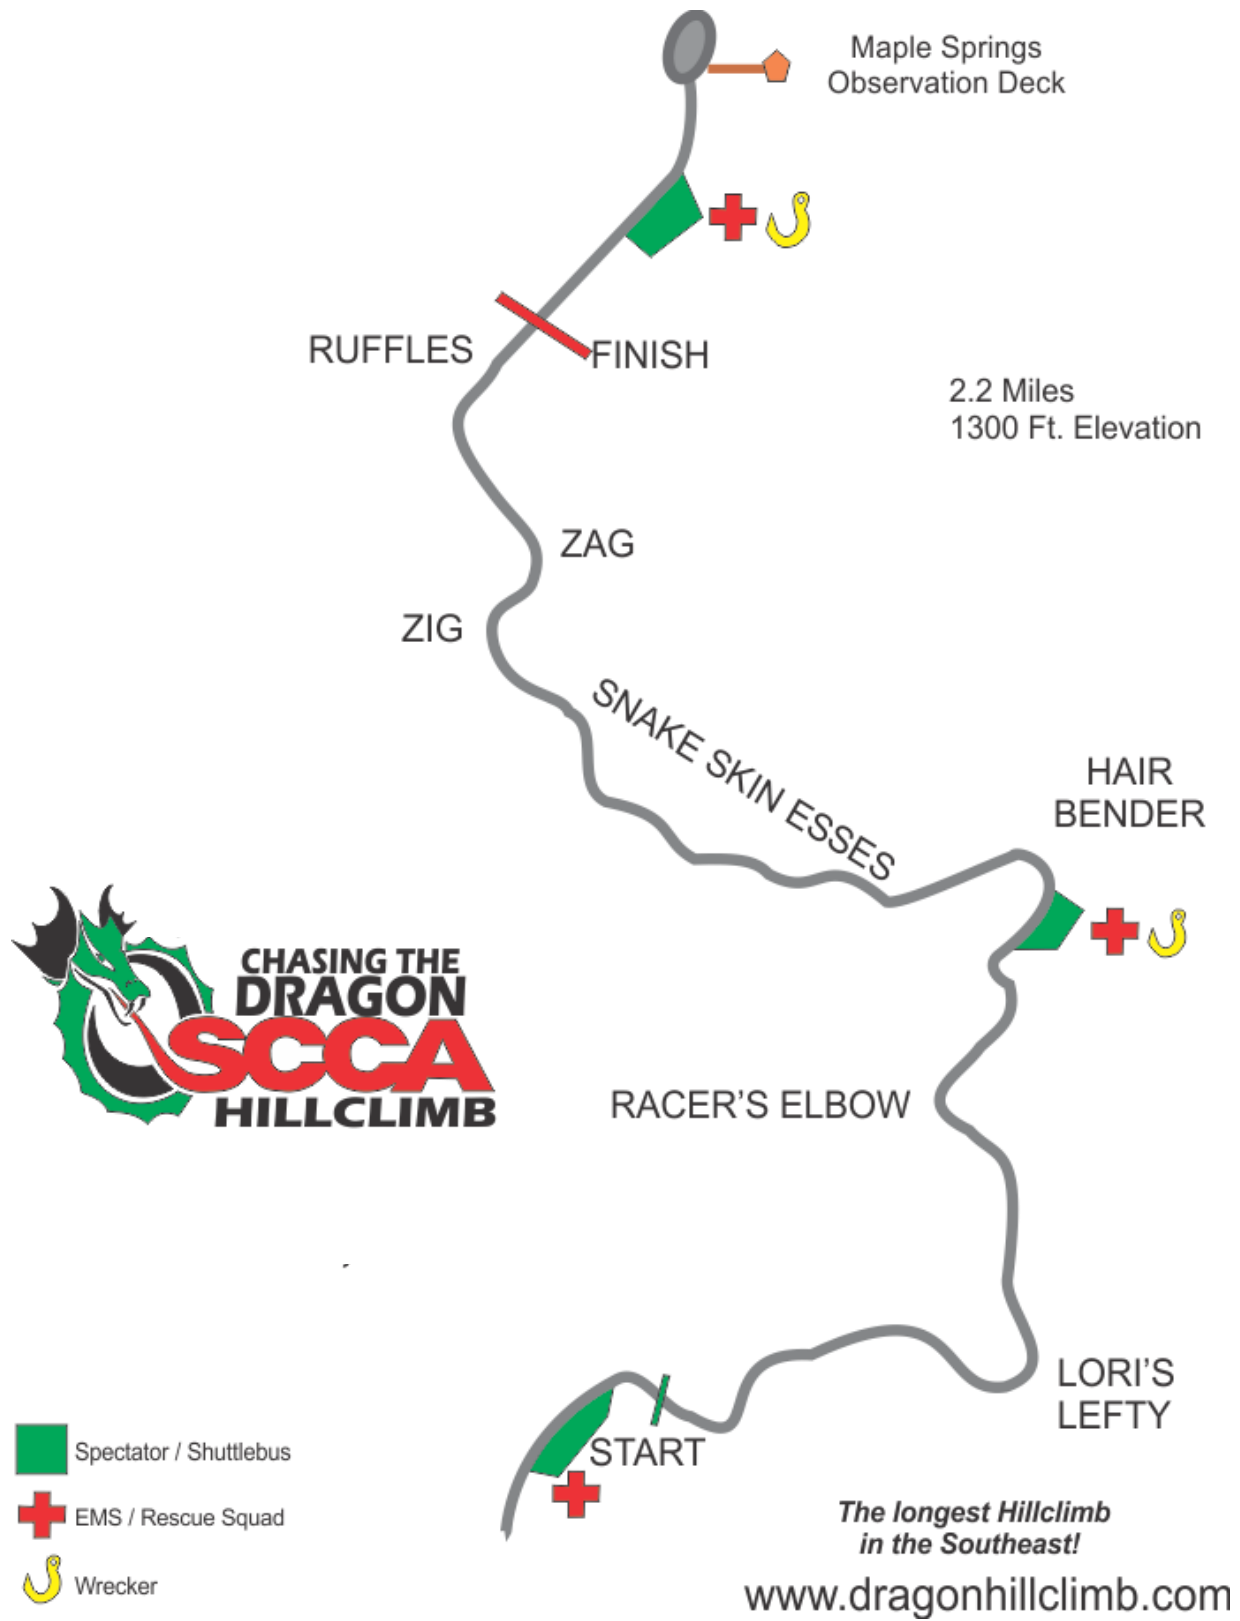 Maple Springs
Observation Deck
RUFFLES
FINISH
2.2 Miles
1300 Ft. Elevation
ZAG
ZIG
SNAKE SKIN ESSES
HAIR
BENDER
CHASING THE
DRAGON
SCCA
HILLCLIMB
RACER'S ELBOW
LORI'S
LEFTY
START
Spectator / Shuttlebus
EMS / Rescue Squad
Wrecker
The longest Hillclimb
in the Southeast!
www.dragonhillclimb.com